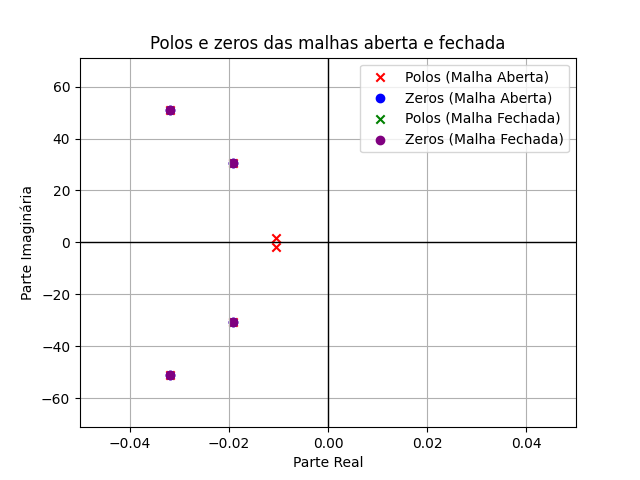 Polos e zeros das malhas aberta e fechada
Polos (Malha Aberta)
Zeros (Malha Aberta)
Polos (Malha Fechada)
Zeros (Malha Fechada)
Parte Imaginária
60
40
20
0
−20
−40
−60
−0.04 −0.02 0.00 0.02 0.04
Parte Real